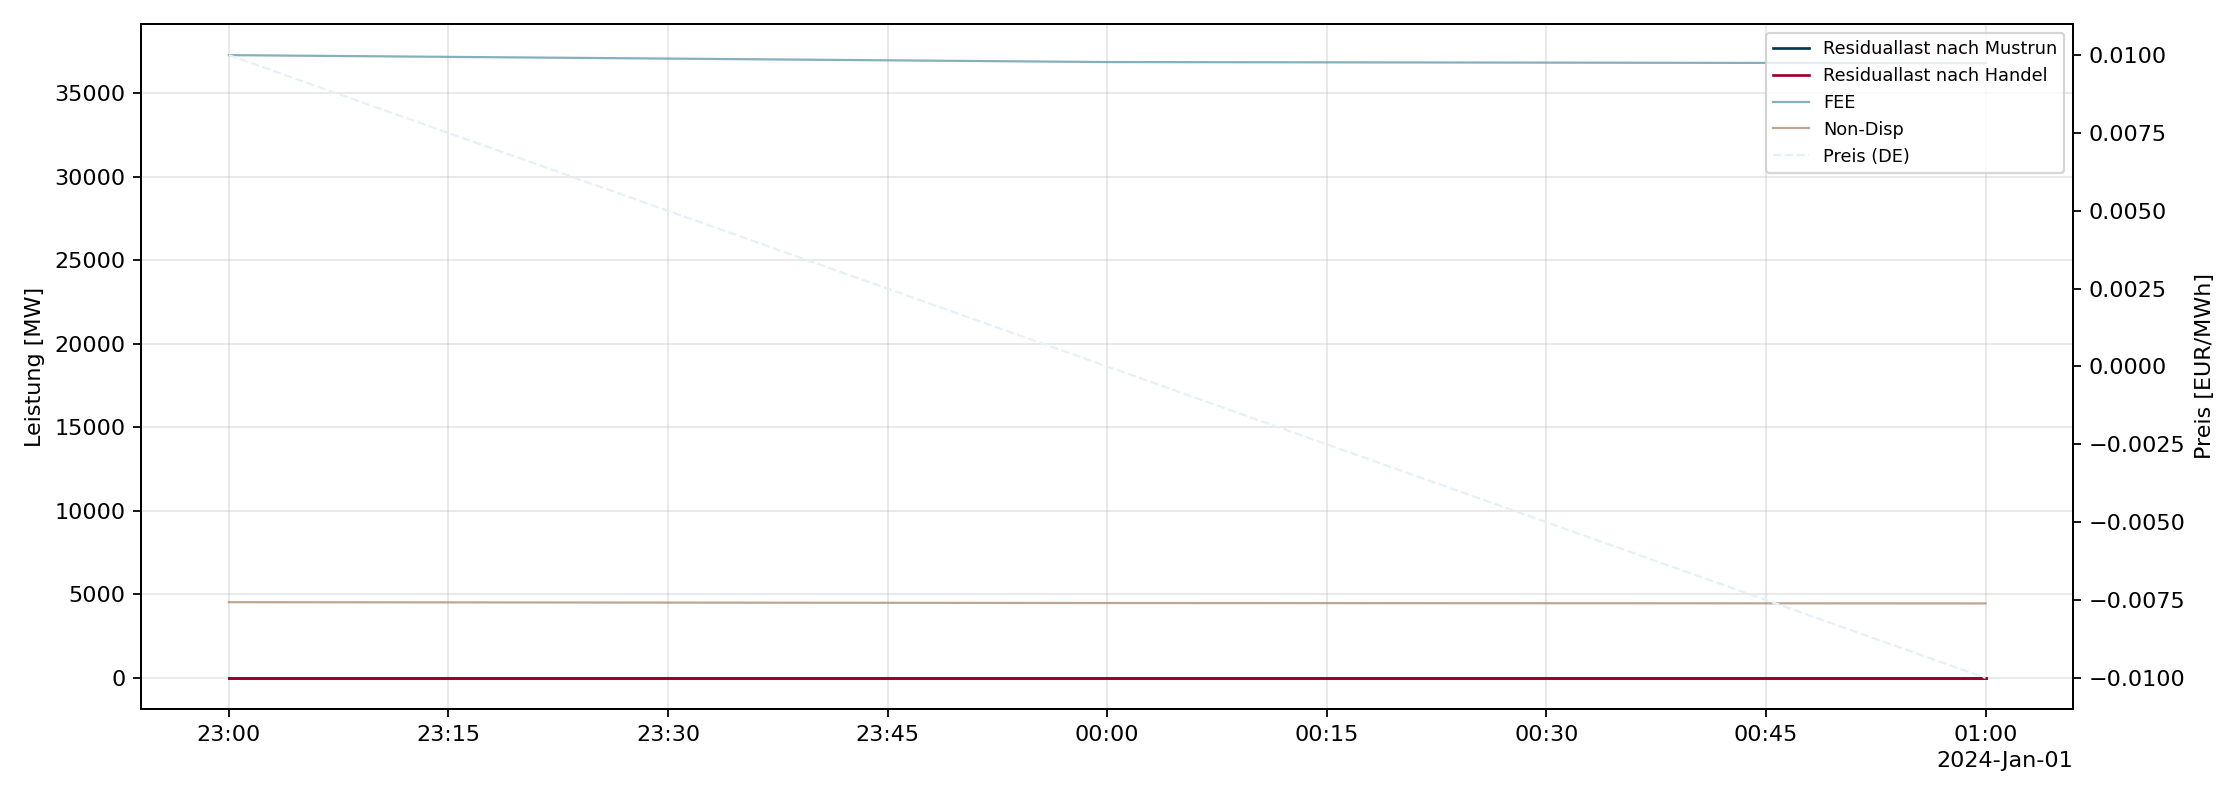 Residuallast nach Mustrun
Residuallast nach Handel
FEE
Non-Disp
Preis (DE)
Leistung [MW]
35000
30000
25000
20000
15000
10000
5000
0
0.0100
0.0075
0.0050
0.0025
0.0000
−0.0025
−0.0050
−0.0075
−0.0100
Preis [EUR/MWh]
23:00 23:15 23:30 23:45 00:00 00:15 00:30 00:45 01:00
2024-Jan-01